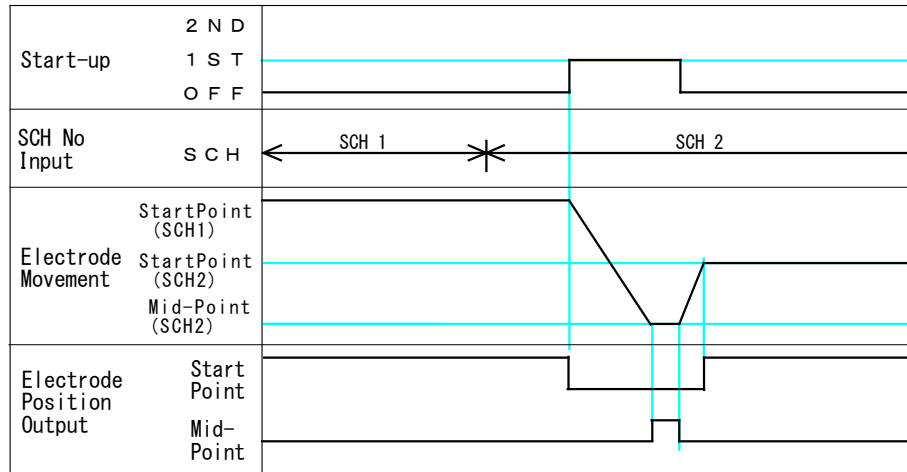 2ND
Start-up 1ST
OFF
SCH No
Input SCH SCH 1 SCH 2
StartPoint
(SCH1)
Electrode StartPoint
Movement (SCH2)
Mid-Point
(SCH2)
Electrode Start
Position Point
Output Mid-
Point